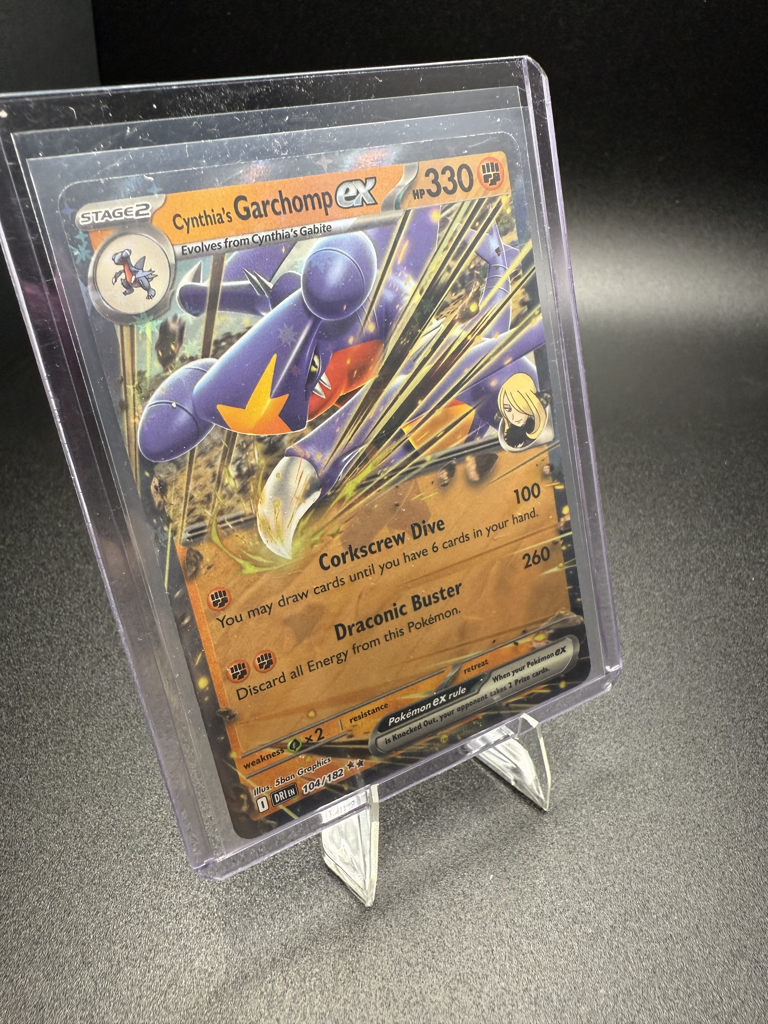 STAGE2 Cynthia's Garchomp ex HP 330
Evolves from Cynthia's Gabite
Corkscrew Dive 100
You may draw cards until you have 6 cards in your hand.
Draconic Buster 260
Discard all Energy from this Pokémon.
weakness ×2 resistance retreat
Pokémon ex rule When your Pokémon ex
is Knocked Out, your opponent takes 2 Prize cards.
Illus. 5ban Graphics
I DRI EN 104/182 ★★